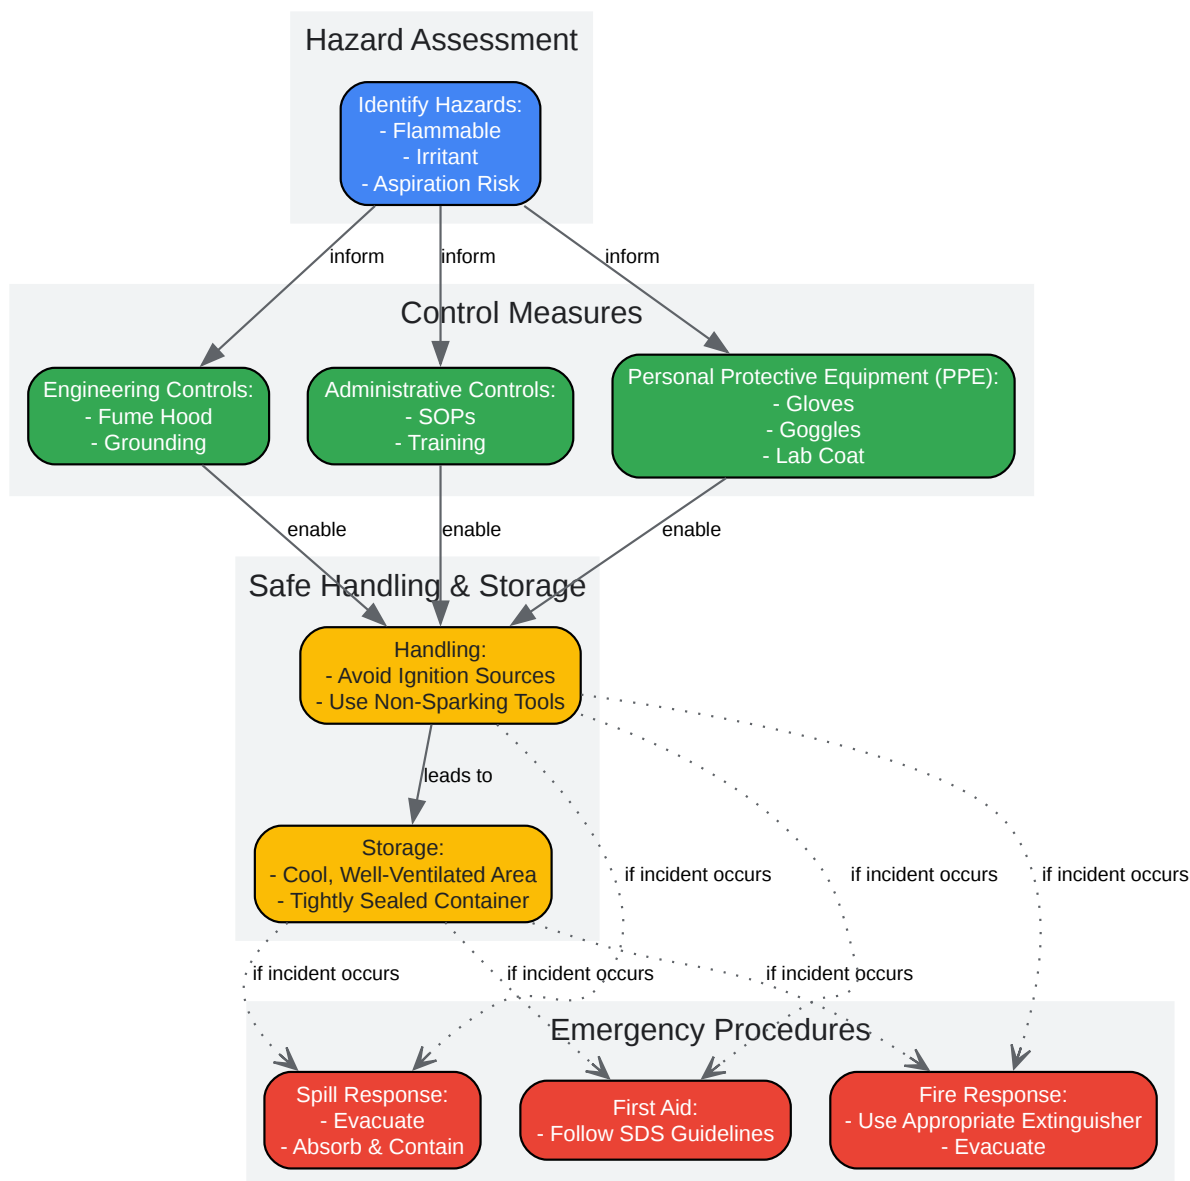 Hazard Assessment
Identify Hazards:
- Flammable
- Irritant
- Aspiration Risk
inform
inform
inform
Control Measures
Engineering Controls:
- Fume Hood
- Grounding
Administrative Controls:
- SOPs
- Training
Personal Protective Equipment (PPE):
- Gloves
- Goggles
- Lab Coat
enable
enable
enable
Safe Handling & Storage
Handling:
- Avoid Ignition Sources
- Use Non-Sparking Tools
leads to
Storage:
- Cool, Well-Ventilated Area
- Tightly Sealed Container
if incident occurs
if incident occurs
if incident occurs
if incident occurs
if incident occurs
if incident occurs
Emergency Procedures
Spill Response:
- Evacuate
- Absorb & Contain
First Aid:
- Follow SDS Guidelines
Fire Response:
- Use Appropriate Extinguisher
- Evacuate